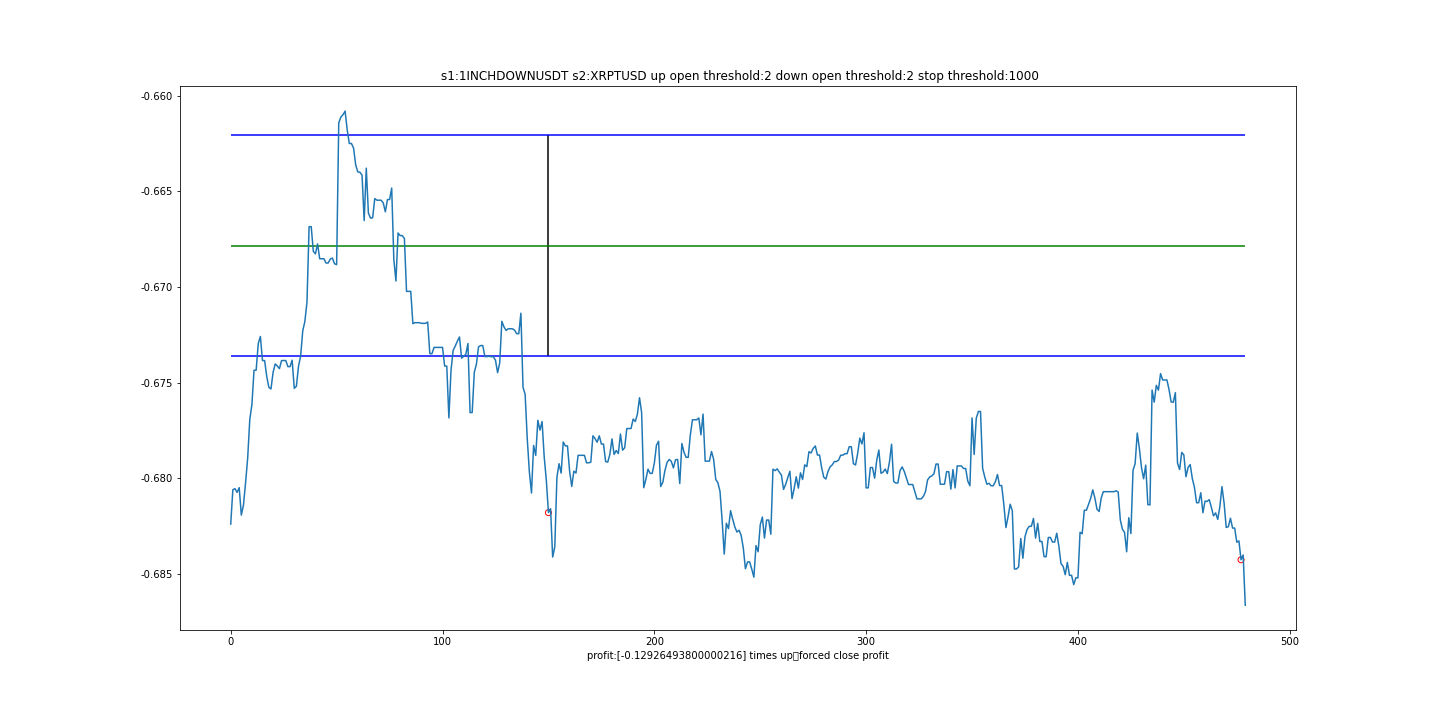 s1:1INCHDOWNUSDT s2:XRPTUSD up open threshold:2 down open threshold:2 stop threshold:1000
-0.660
-0.665
-0.670
-0.675
-0.680
-0.685
0 100 200 300 400 500
profit:[-0.12926493800000216] times up▯forced close profit